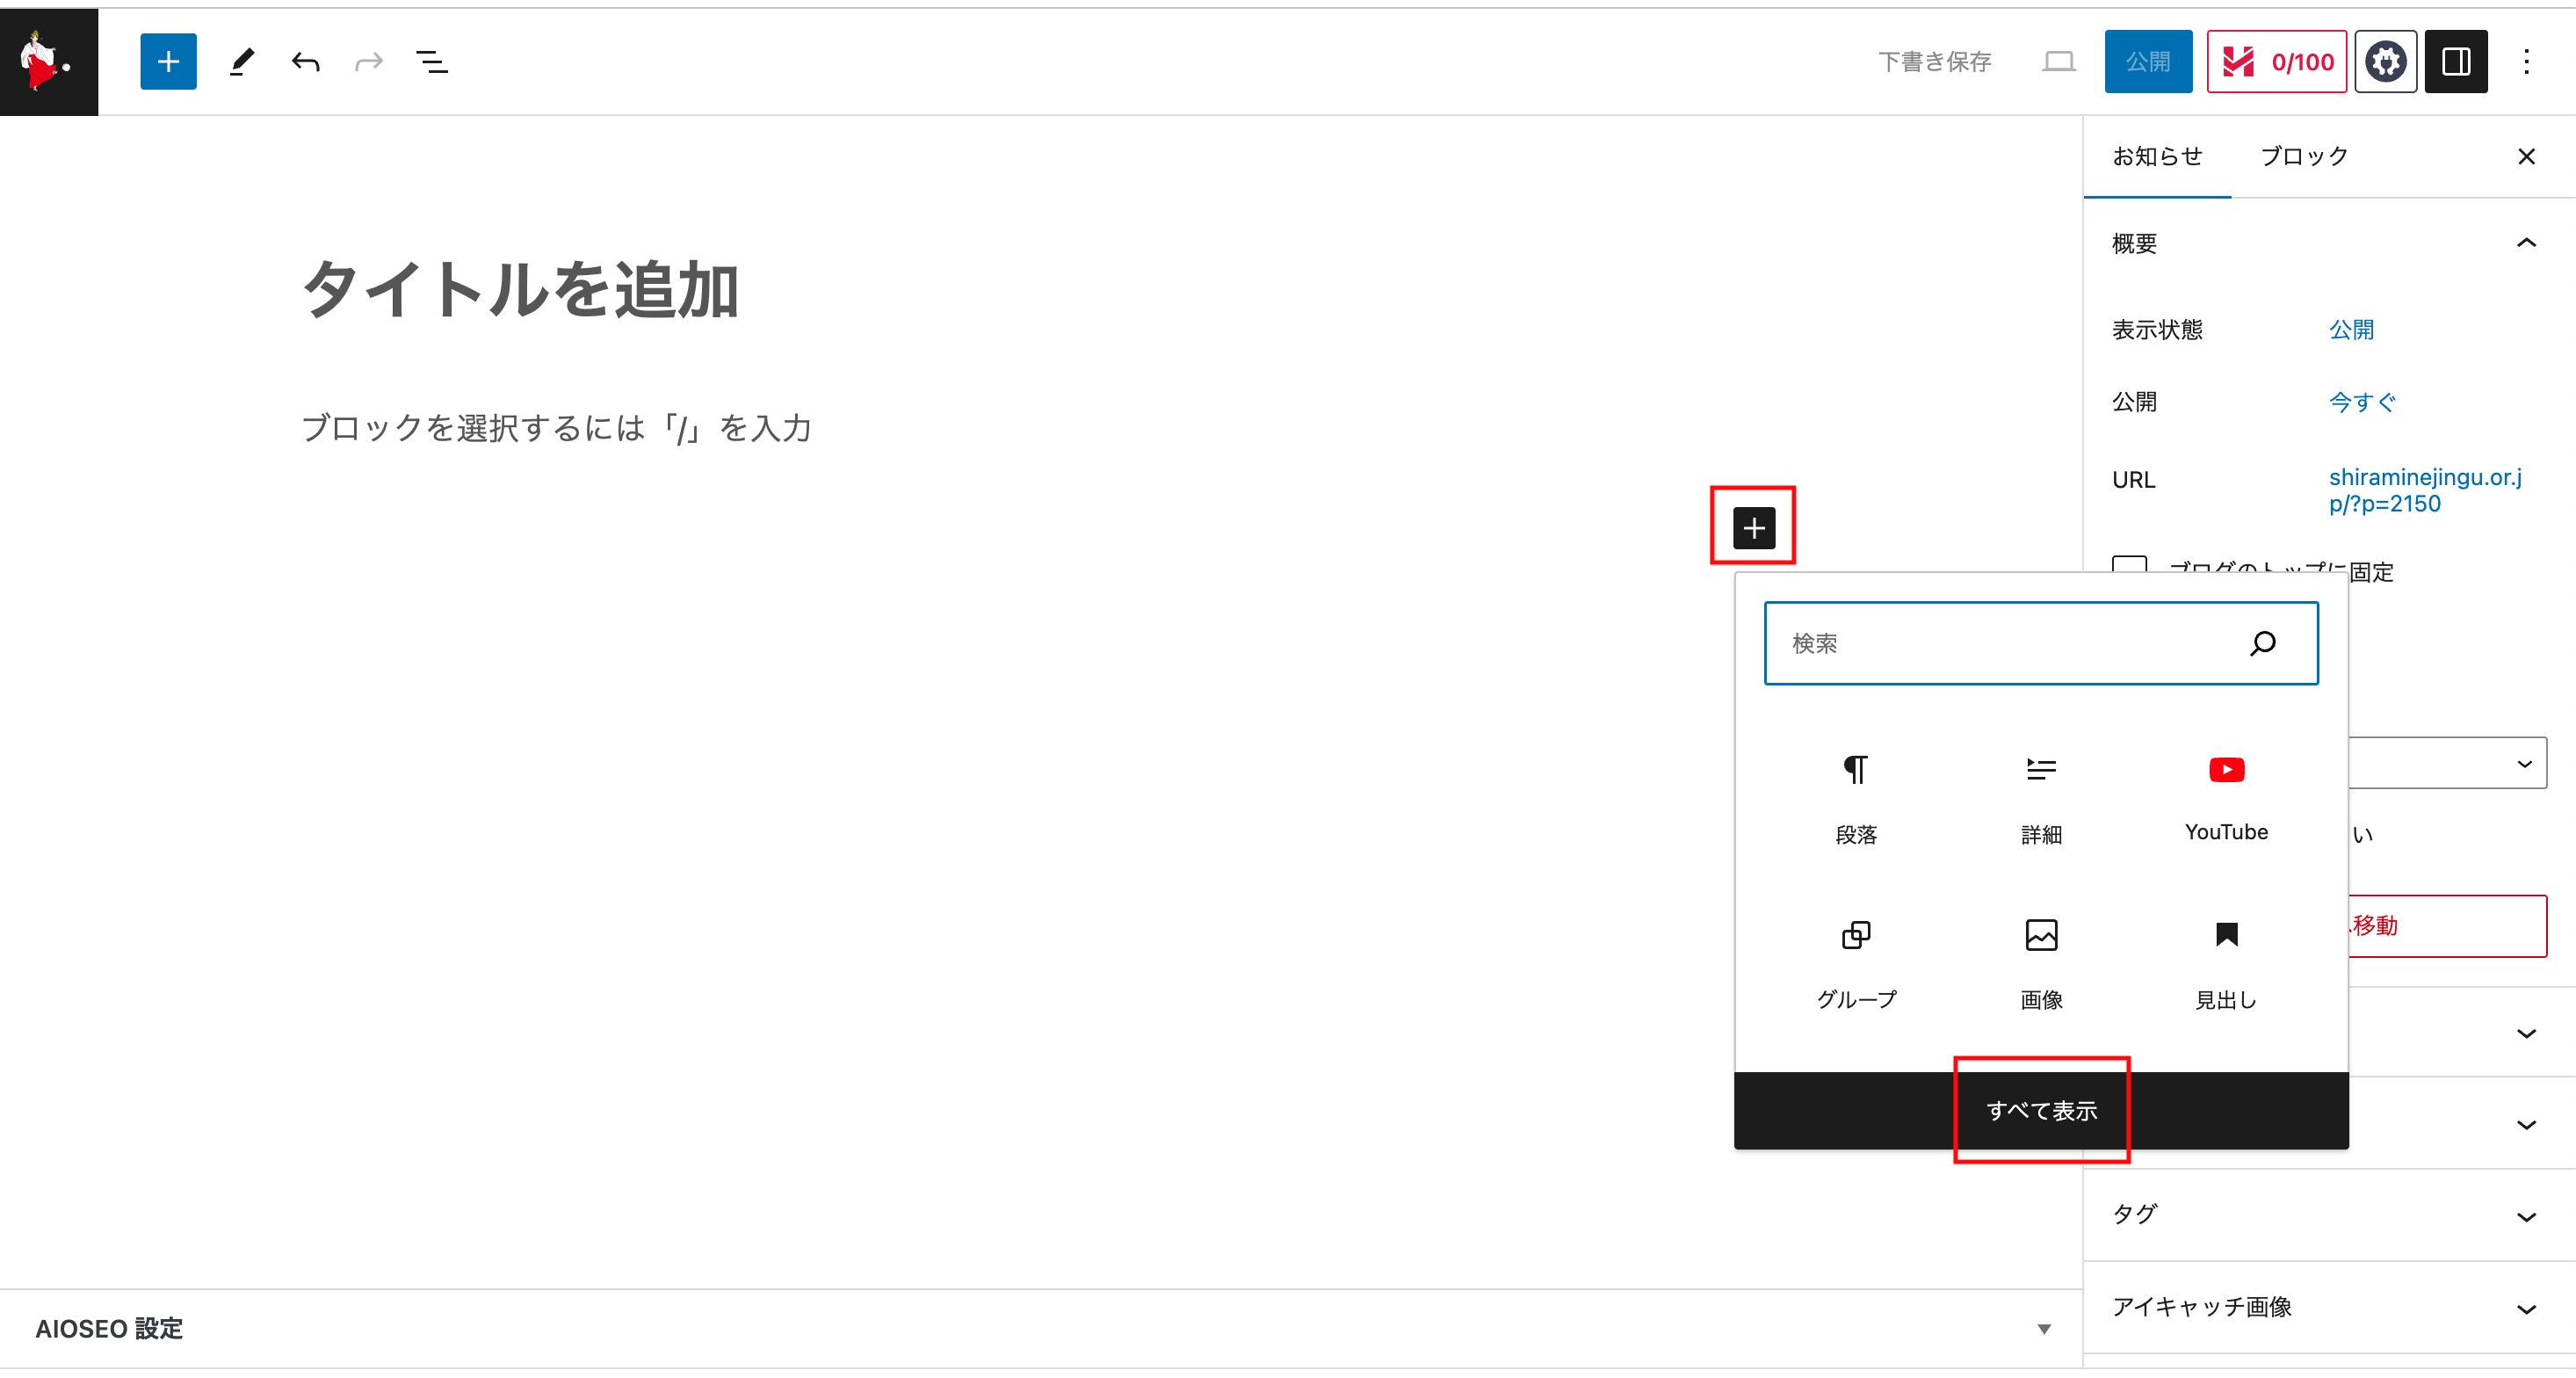 下書き保存
公開
0/100
お知らせ
ブロック
概要
タイトルを追加
表示状態
公開
公開
今すぐ
ブロックを選択するには「/」を入力
URL
shiraminejingu.or.j
p/?p=2150
ブログのトップに固定
検索
段落
詳細
YouTube
い
移動
グループ
画像
見出し
すべて表示
タグ
アイキャッチ画像
AIOSEO 設定